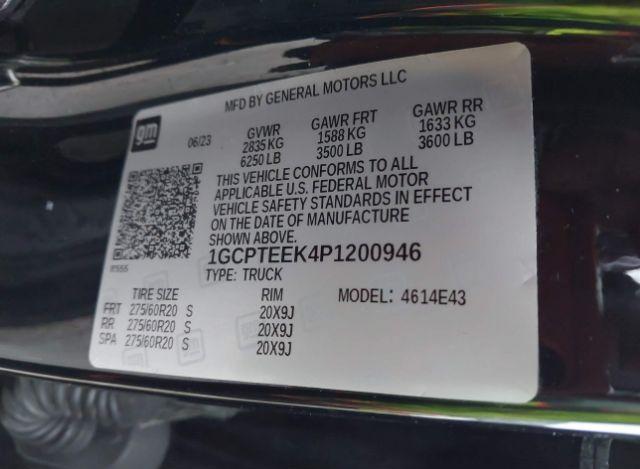 MFD BY GENERAL MOTORS LLC
gm
06/23 GVWR GAWR FRT GAWR RR
2835 KG 1588 KG 1633 KG
6250 LB 3500 LB 3600 LB
THIS VEHICLE CONFORMS TO ALL
APPLICABLE U.S. FEDERAL MOTOR
VEHICLE SAFETY STANDARDS IN EFFECT
ON THE DATE OF MANUFACTURE
SHOWN ABOVE.
1GCPTEEK4P1200946
TYPE: TRUCK
TIRE SIZE RIM MODEL: 4614E43
FRT 275/60R20 S 20X9J
RR 275/60R20 S 20X9J
SPA 275/60R20 S 20X9J